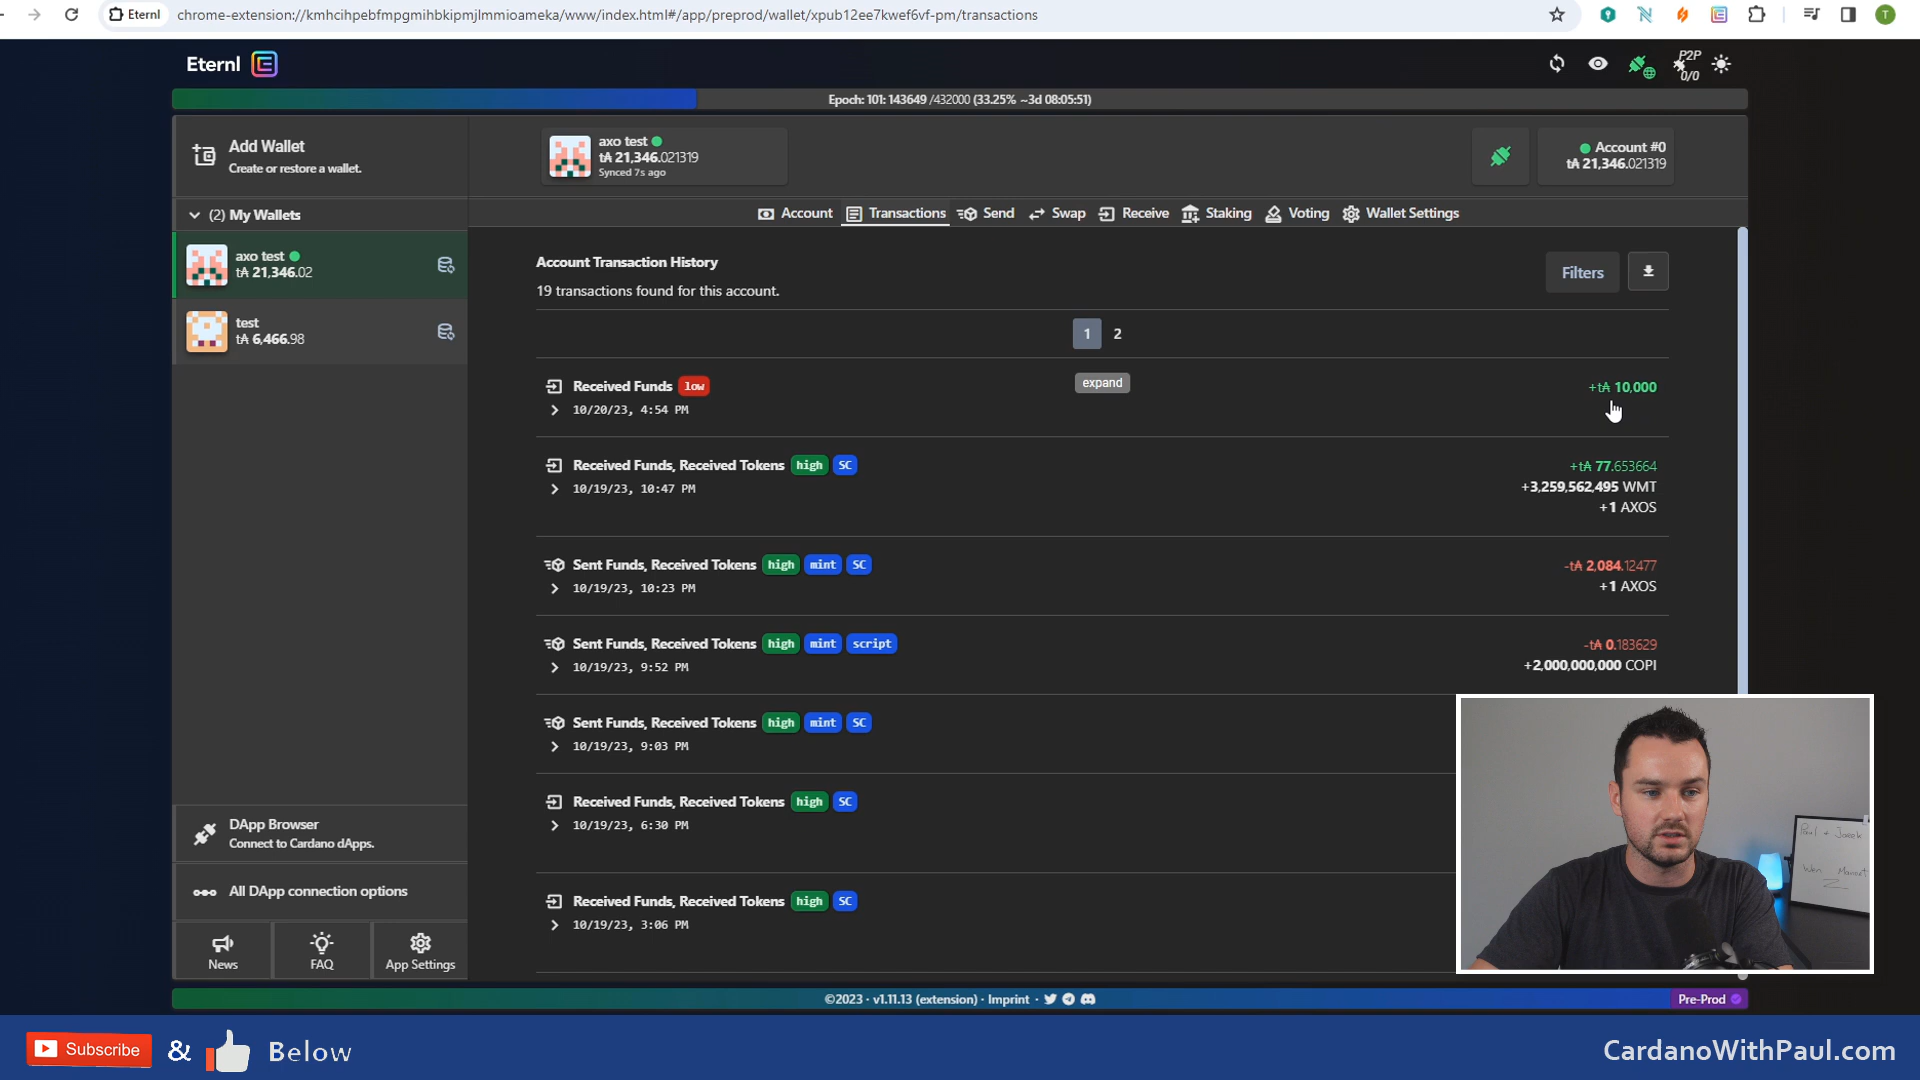 Eternl
chrome-extension://kmhcihpebfmpgmihbkipmjlmmioameka/www/index.html#/app/preprod/wallet/xpub12ee7kwef6vf-pm/transactions
T
Eternl
P2P
0/0
Epoch: 101: 143649 /432000 (33.25% ~3d 08:05:51)
Add Wallet
Create or restore a wallet.
axo test
t₳ 21,346.021319
Synced 7s ago
Account #0
t₳ 21,346.021319
(2) My Wallets
Account Transactions Send Swap Receive Staking Voting Wallet Settings
axo test
t₳ 21,346.02
test
t₳ 6,466.98
Account Transaction History
19 transactions found for this account.
Filters
1 2
Received Funds low
expand
+t₳ 10,000
10/20/23, 4:54 PM
Received Funds, Received Tokens high SC
+t₳ 77.653664
10/19/23, 10:47 PM
+3,259,562,495 WMT
+1 AXOS
Sent Funds, Received Tokens high mint SC
-t₳ 2,084.12477
10/19/23, 10:23 PM
+1 AXOS
Sent Funds, Received Tokens high mint script
-t₳ 0.183629
10/19/23, 9:52 PM
+2,000,000,000 COPI
Sent Funds, Received Tokens high mint SC
10/19/23, 9:03 PM
Received Funds, Received Tokens high SC
10/19/23, 6:30 PM
Received Funds, Received Tokens high SC
10/19/23, 3:06 PM
DApp Browser
Connect to Cardano dApps.
All DApp connection options
News
FAQ
App Settings
©2023 · v1.11.13 (extension) · Imprint ·
Pre-Prod
Subscribe & Below
CardanoWithPaul.com